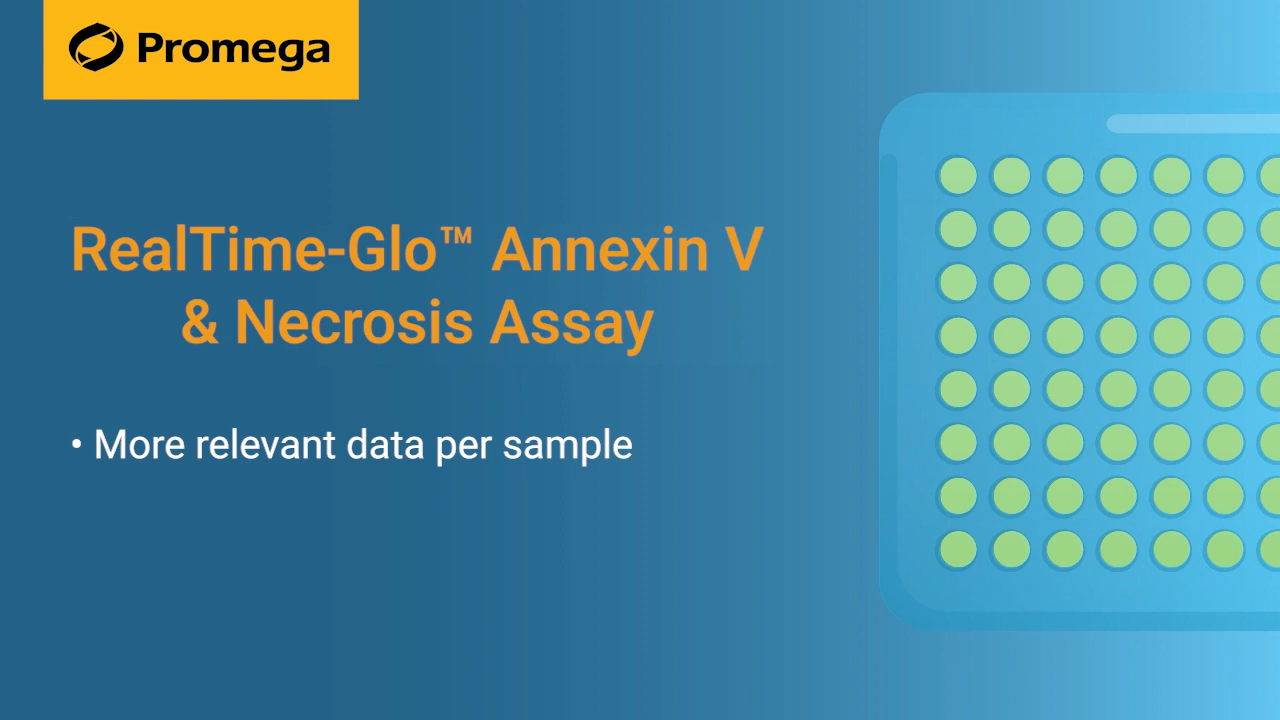 Promega
RealTime-Glo™ Annexin V
& Necrosis Assay
• More relevant data per sample